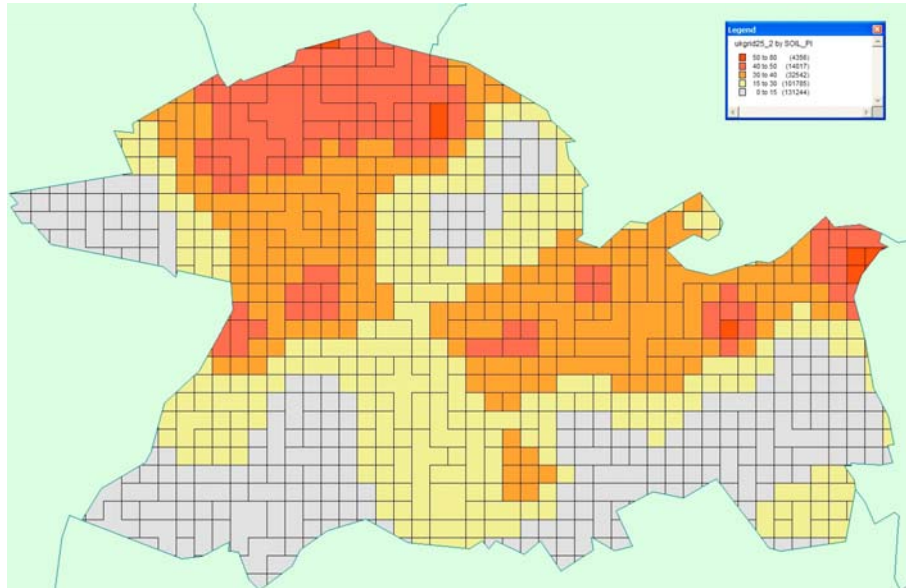 Legend
ukgrid25_2 by SOIL_PI
50 to 80 (4356)
40 to 50 (14017)
30 to 40 (32542)
15 to 30 (101785)
0 to 15 (131244)